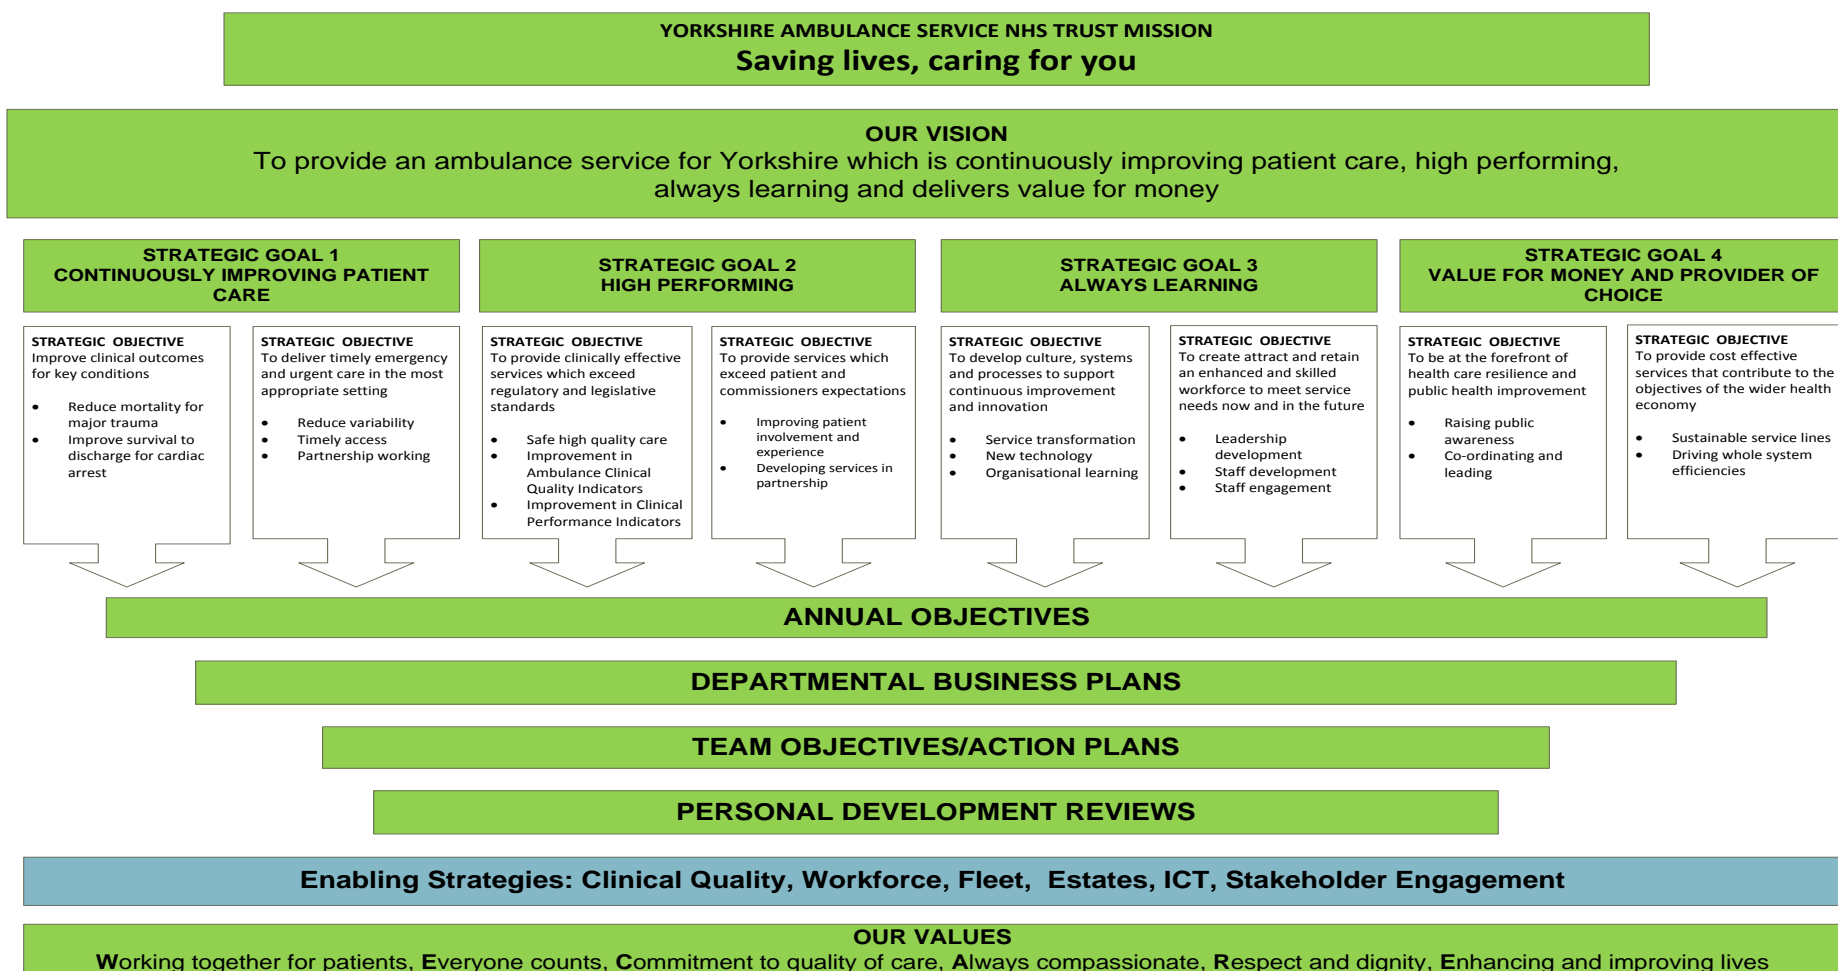 YORKSHIRE AMBULANCE SERVICE NHS TRUST MISSION
Saving lives, caring for you
OUR VISION
To provide an ambulance service for Yorkshire which is continuously improving patient care, high performing,
always learning and delivers value for money
STRATEGIC GOAL 1
CONTINUOUSLY IMPROVING PATIENT
CARE
STRATEGIC GOAL 2
HIGH PERFORMING
STRATEGIC GOAL 3
ALWAYS LEARNING
STRATEGIC GOAL 4
VALUE FOR MONEY AND PROVIDER OF
CHOICE
STRATEGIC OBJECTIVE
Improve clinical outcomes
for key conditions
• Reduce mortality for
major trauma
• Improve survival to
discharge for cardiac
arrest
STRATEGIC OBJECTIVE
To deliver timely emergency
and urgent care in the most
appropriate setting
• Reduce variability
• Timely access
• Partnership working
STRATEGIC OBJECTIVE
To provide clinically effective
services which exceed
regulatory and legislative
standards
• Safe high quality care
• Improvement in
Ambulance Clinical
Quality Indicators
• Improvement in Clinical
Performance Indicators
STRATEGIC OBJECTIVE
To provide services which
exceed patient and
commissioners expectations
• Improving patient
involvement and
experience
• Developing services in
partnership
STRATEGIC OBJECTIVE
To develop culture, systems
and processes to support
continuous improvement
and innovation
• Service transformation
• New technology
• Organisational learning
STRATEGIC OBJECTIVE
To create attract and retain
an enhanced and skilled
workforce to meet service
needs now and in the future
• Leadership
development
• Staff development
• Staff engagement
STRATEGIC OBJECTIVE
To be at the forefront of
health care resilience and
public health improvement
• Raising public
awareness
• Co-ordinating and
leading
STRATEGIC OBJECTIVE
To provide cost effective
services that contribute to the
objectives of the wider health
economy
• Sustainable service lines
• Driving whole system
efficiencies
ANNUAL OBJECTIVES
DEPARTMENTAL BUSINESS PLANS
TEAM OBJECTIVES/ACTION PLANS
PERSONAL DEVELOPMENT REVIEWS
Enabling Strategies: Clinical Quality, Workforce, Fleet, Estates, ICT, Stakeholder Engagement
OUR VALUES
Working together for patients, Everyone counts, Commitment to quality of care, Always compassionate, Respect and dignity, Enhancing and improving lives